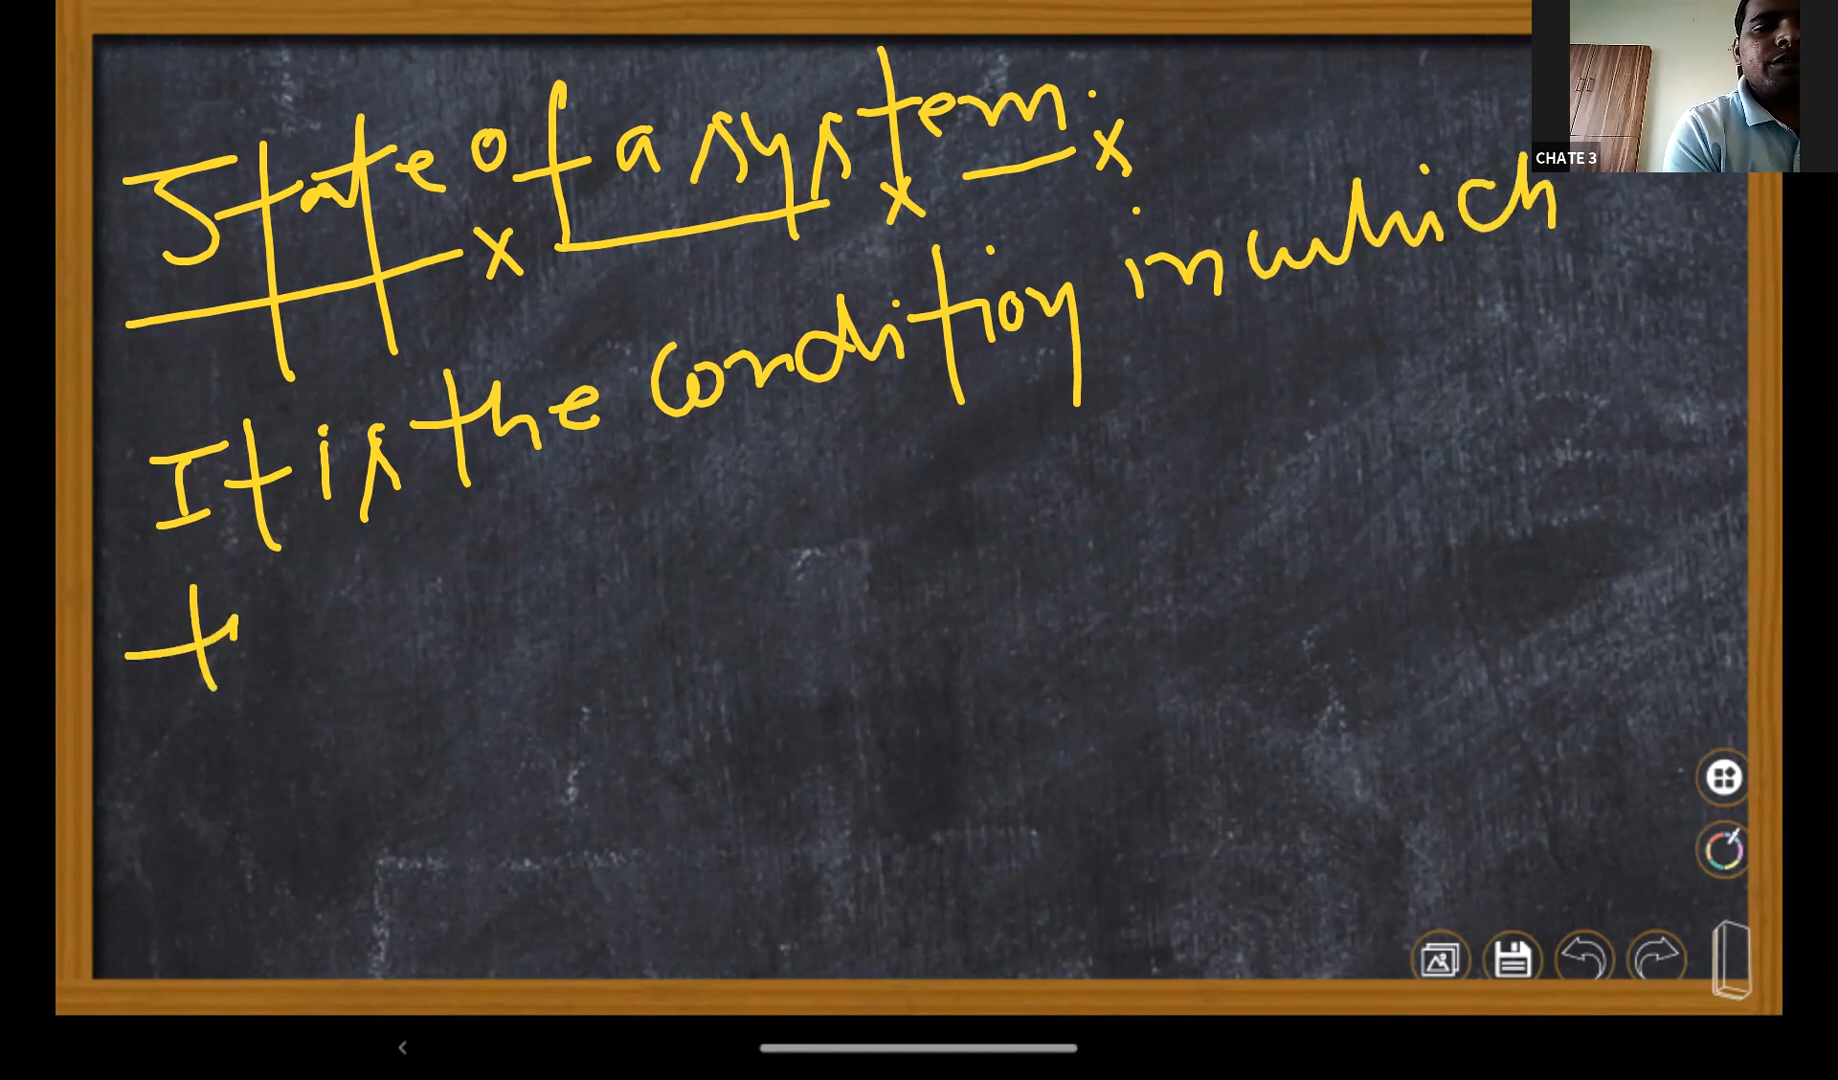 State of a system.
x x x
It is the condition in which
t
CHATE 3